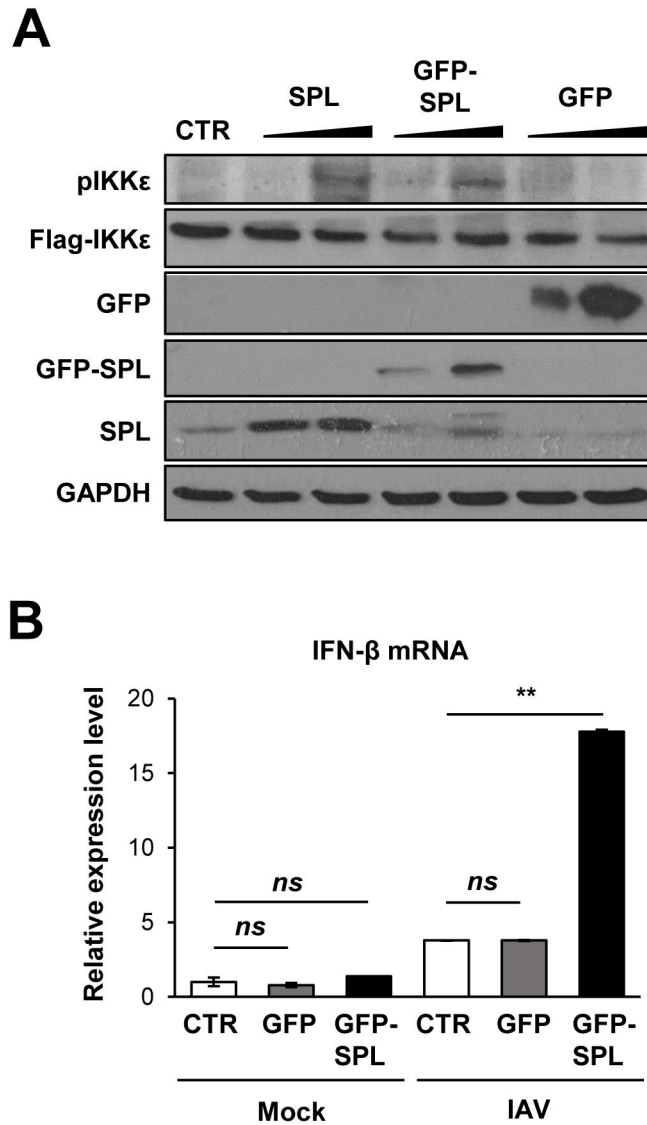 A
CTR SPL GFP-
SPL GFP
pIKKε
Flag-IKKε
GFP
GFP-SPL
SPL
GAPDH
B
IFN-β mRNA
Relative expression level
20
15
10
5
0
**
ns
ns
ns
CTR GFP GFP-
SPL CTR GFP GFP-
SPL
Mock IAV